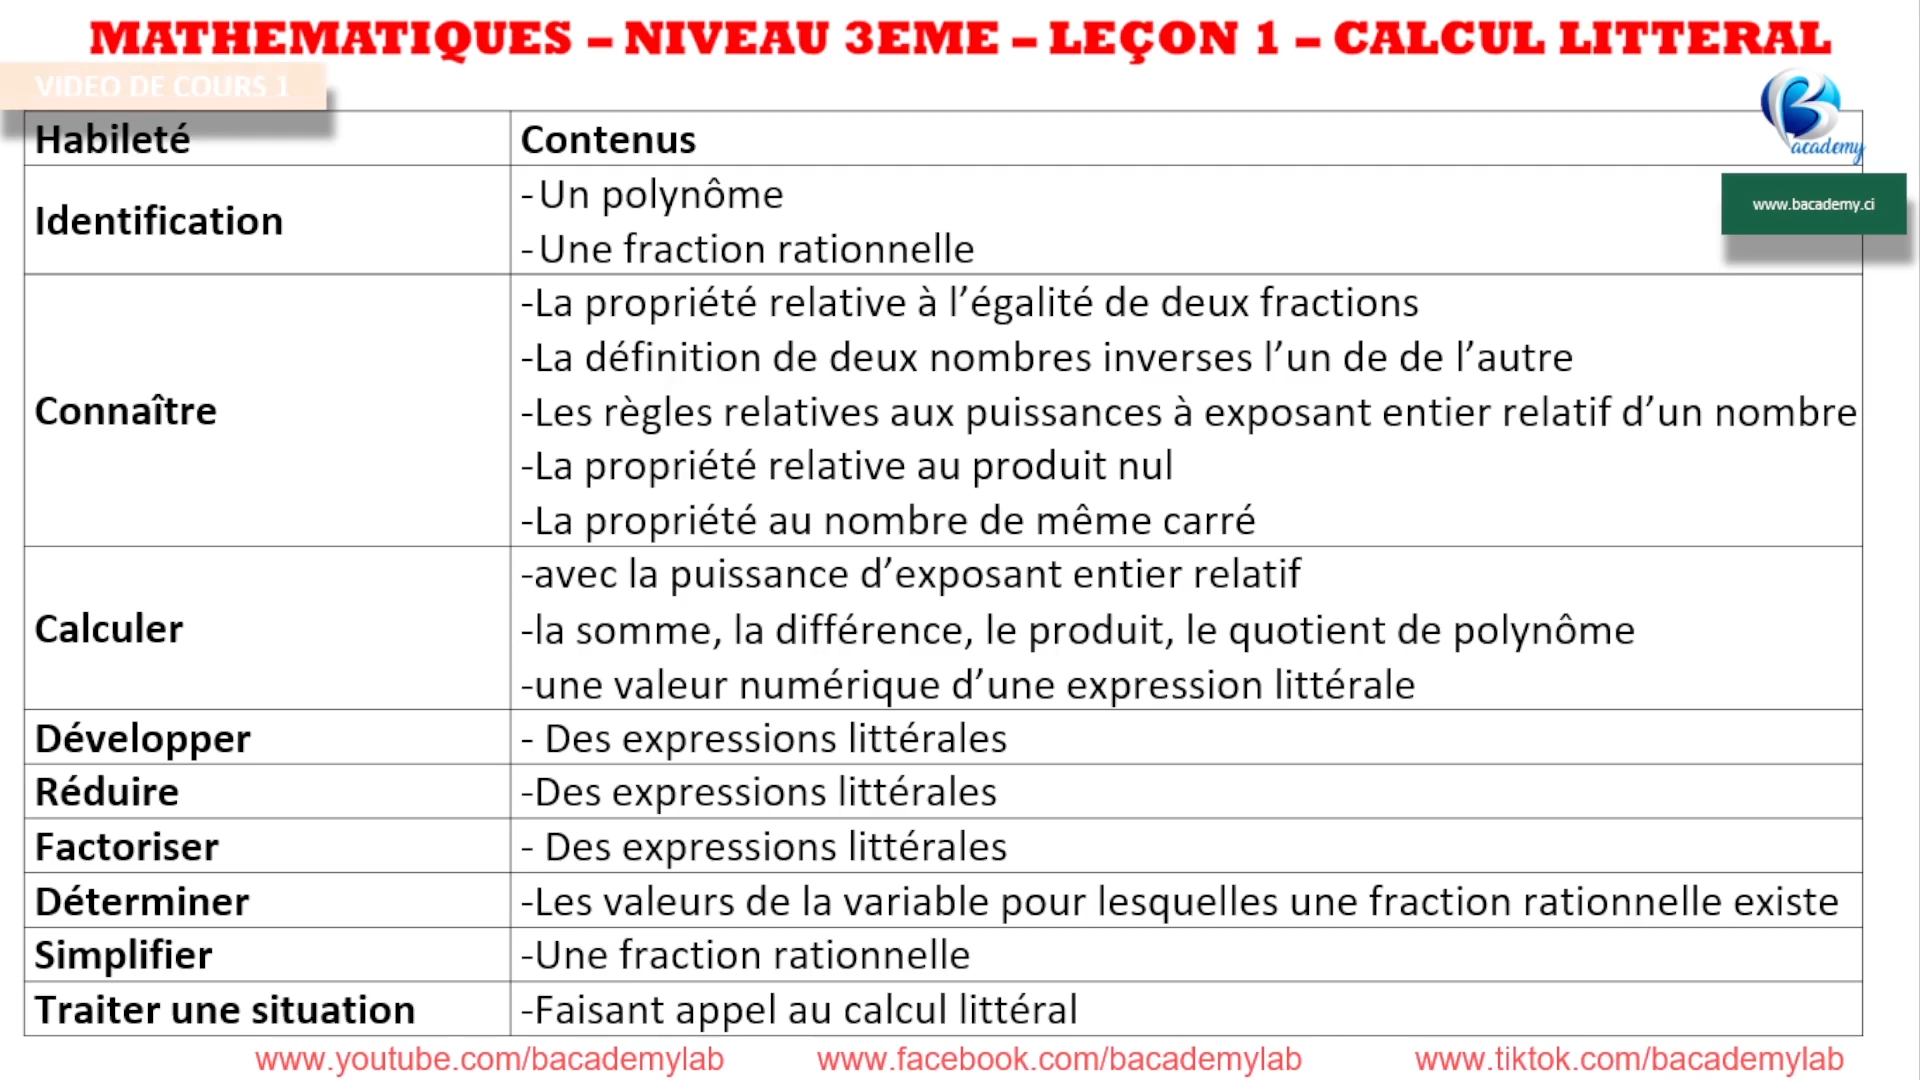 MATHEMATIQUES – NIVEAU 3EME – LEÇON 1 – CALCUL LITTERAL
VIDEO DE COURS 1
academy
www.bacademy.ci
Habileté Contenus
Identification
-Un polynôme
-Une fraction rationnelle
Connaître
-La propriété relative à l’égalité de deux fractions
-La définition de deux nombres inverses l’un de de l’autre
-Les règles relatives aux puissances à exposant entier relatif d’un nombre
-La propriété relative au produit nul
-La propriété au nombre de même carré
Calculer
-avec la puissance d’exposant entier relatif
-la somme, la différence, le produit, le quotient de polynôme
-une valeur numérique d’une expression littérale
Développer - Des expressions littérales
Réduire -Des expressions littérales
Factoriser - Des expressions littérales
Déterminer -Les valeurs de la variable pour lesquelles une fraction rationnelle existe
Simplifier -Une fraction rationnelle
Traiter une situation -Faisant appel au calcul littéral
www.youtube.com/bacademylab www.facebook.com/bacademylab www.tiktok.com/bacademylab